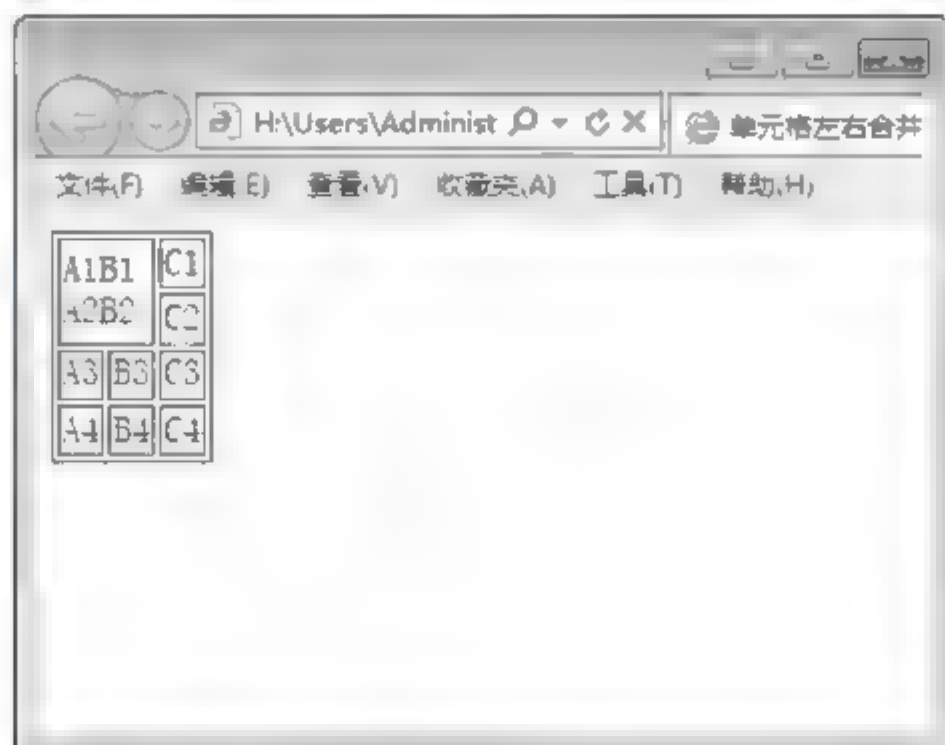 H:\Users\Administ
单元格左右合并
文件(F) 编辑(E) 查看(V) 收藏夹(A) 工具(T) 帮助(H)
A1B1 C1
A2B2 C2
A3 B3 C3
A4 B4 C4